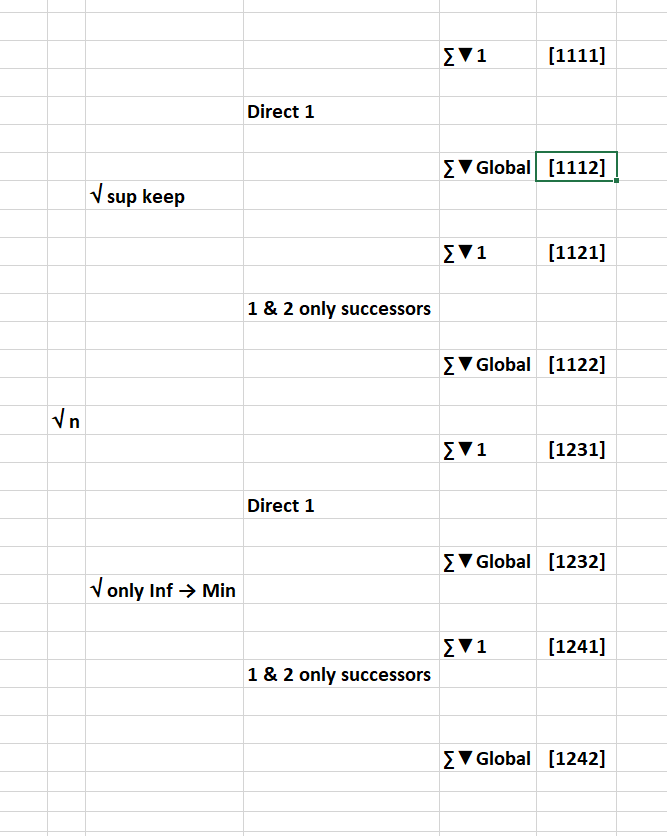 ∑▼1 [1111]
Direct 1
∑▼Global [1112]
√ sup keep
∑▼1 [1121]
1 & 2 only successors
∑▼Global [1122]
√ n
∑▼1 [1231]
Direct 1
∑▼Global [1232]
√ only Inf → Min
∑▼1 [1241]
1 & 2 only successors
∑▼Global [1242]